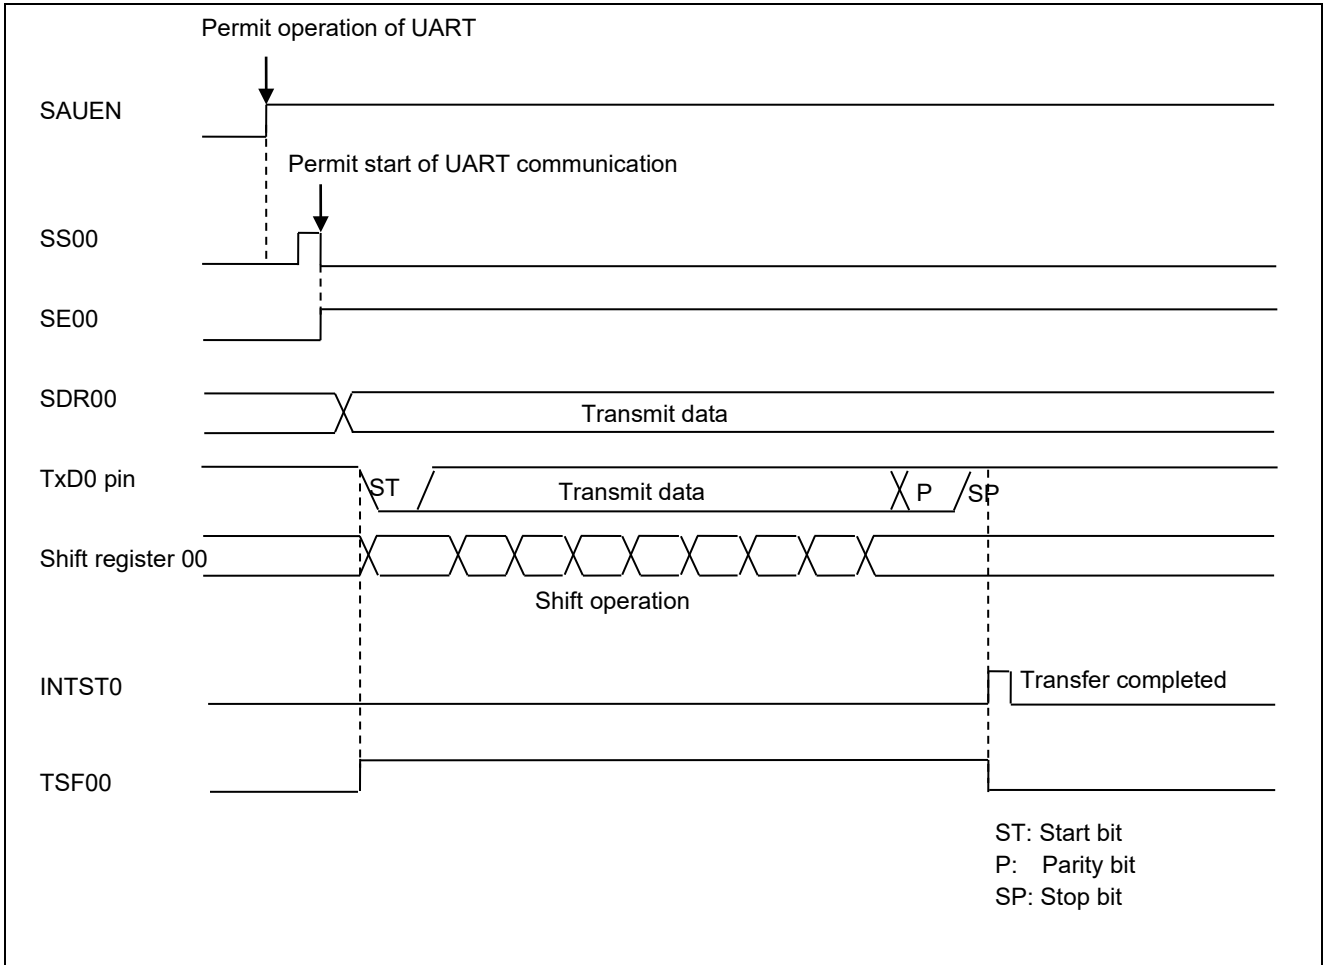 Permit operation of UART
SAUEN
Permit start of UART communication
SS00
SE00
SDR00
Transmit data
TxD0 pin
ST
Transmit data
P
SP
Shift register 00
Shift operation
INTST0
Transfer completed
TSF00
ST: Start bit
P: Parity bit
SP: Stop bit